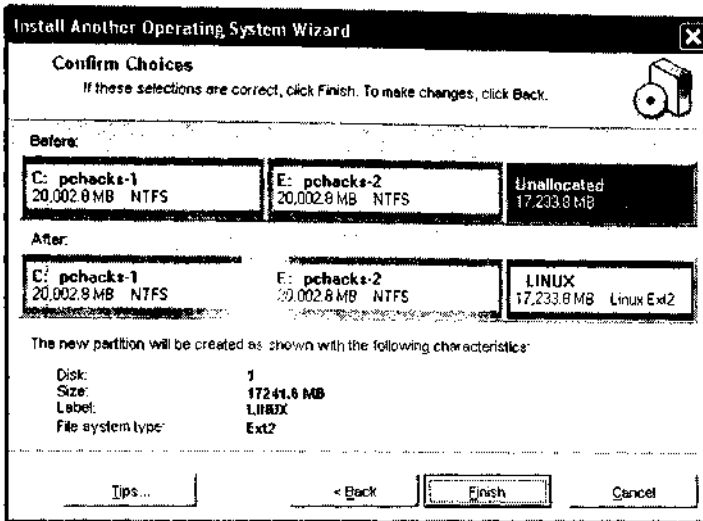 Install Another Operating System Wizard
Confirm Choices
If these selections are correct, click Finish. To make changes, click Back.
Before:
C: pchacks-1 E: pchacks-2 Unallocated
20,002.8 MB NTFS 20,002.8 MB NTFS 17,233.8 MB
After:
C: pchacks-1 E: pchacks-2 LINUX
20,002.8 MB NTFS 20,002.8 MB NTFS 17,233.8 MB Linux Ext2
The new partition will be created as shown with the following characteristics:
Disk: 1
Size: 17241.6 MB
Label: LINUX
File system type: Ext2
Tips... < Back Finish Cancel